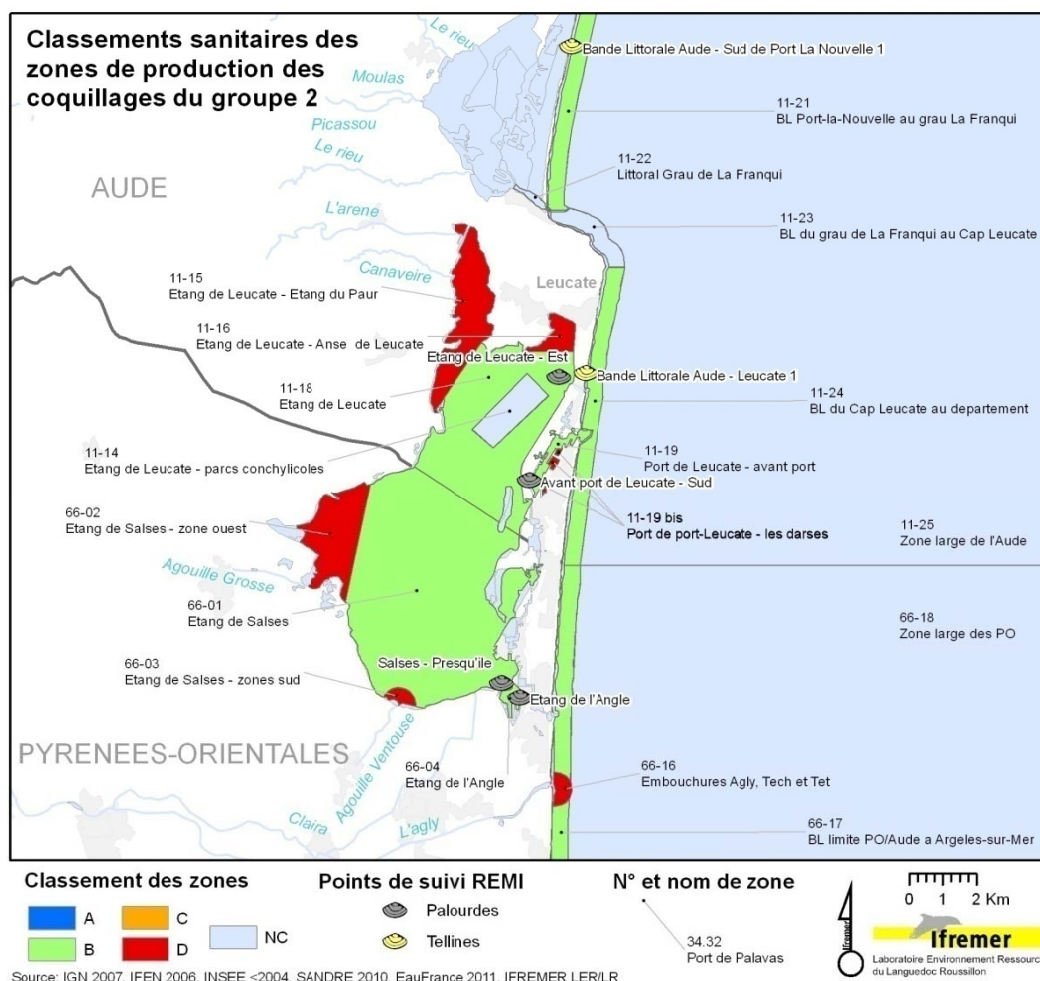 Classements sanitaires des
zones de production des
coquillages du groupe 2
Le rieu
Moulas
Picassou
Le rieu
L'arene
Canaveire
AUDE
Leucate
Bande Littorale Aude - Sud de Port La Nouvelle 1
11-21
BL Port-la-Nouvelle au grau La Franqui
11-22
Littoral Grau de La Franqui
11-23
BL du grau de La Franqui au Cap Leucate
11-15
Etang de Leucate - Etang du Paur
11-16
Etang de Leucate - Anse de Leucate
Etang de Leucate - Est
Bande Littorale Aude - Leucate 1
11-18
Etang de Leucate
11-24
BL du Cap Leucate au departement
11-14
Etang de Leucate - parcs conchylicoles
11-19
Port de Leucate - avant port
Avant port de Leucate - Sud
66-02
Etang de Salses - zone ouest
11-19 bis
Port de port-Leucate - les darses
11-25
Zone large de l'Aude
Agouille Grosse
66-01
Etang de Salses
66-18
Zone large des PO
66-03
Etang de Salses - zones sud
Salses - Presqu'ile
Etang de l'Angle
PYRENEES-ORIENTALES
Agouille Ventouse
66-04
Etang de l'Angle
66-16
Embouchures Agly, Tech et Tet
Claira
L'agly
66-17
BL limite PO/Aude a Argeles-sur-Mer
Classement des zones
A
B
C
D
NC
Points de suivi REMI
Palourdes
Tellines
N° et nom de zone
34.32
Port de Palavas
0 1 2 Km
Ifremer
Ifremer
Laboratoire Environnement Ressourc
du Languedoc Roussillon
Source: IGN 2007, IFEN 2006, INSEE <2004, SANDRE 2010, EauFrance 2011, IFREMER LER/LR